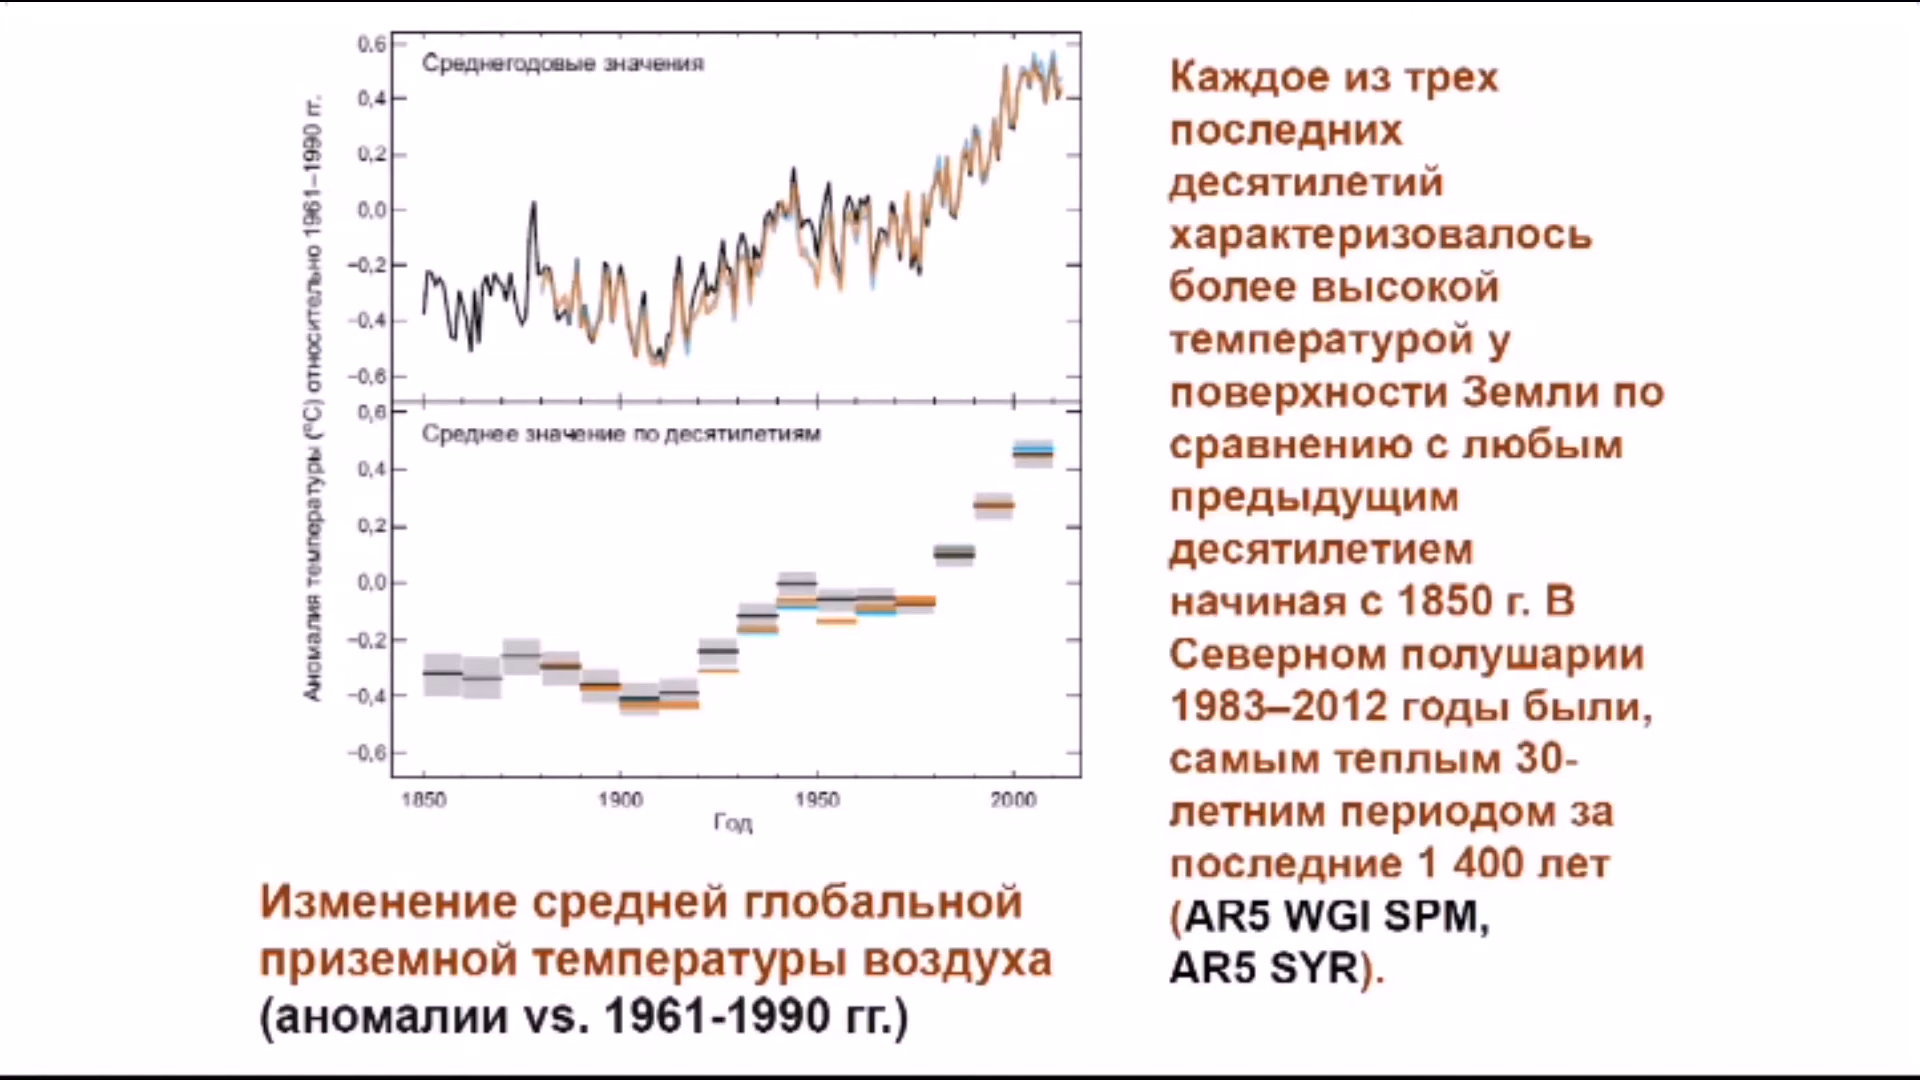 Среднегодовые значения
0.6
0,4
0,2
0.0
−0.2
−0.4
−0.6
Аномалия температуры (°C) относительно 1961–1990 гг.
0,6
Среднее значение по десятилетиям
0,4
0,2
0,0
−0.2
−0,4
−0.6
1850
1900
1950
2000
Год
Изменение средней глобальной
приземной температуры воздуха
(аномалии vs. 1961-1990 гг.)
Каждое из трех
последних
десятилетий
характеризовалось
более высокой
температурой у
поверхности Земли по
сравнению с любым
предыдущим
десятилетием
начиная с 1850 г. В
Северном полушарии
1983–2012 годы были,
самым теплым 30-
летним периодом за
последние 1 400 лет
(AR5 WGI SPM,
AR5 SYR).